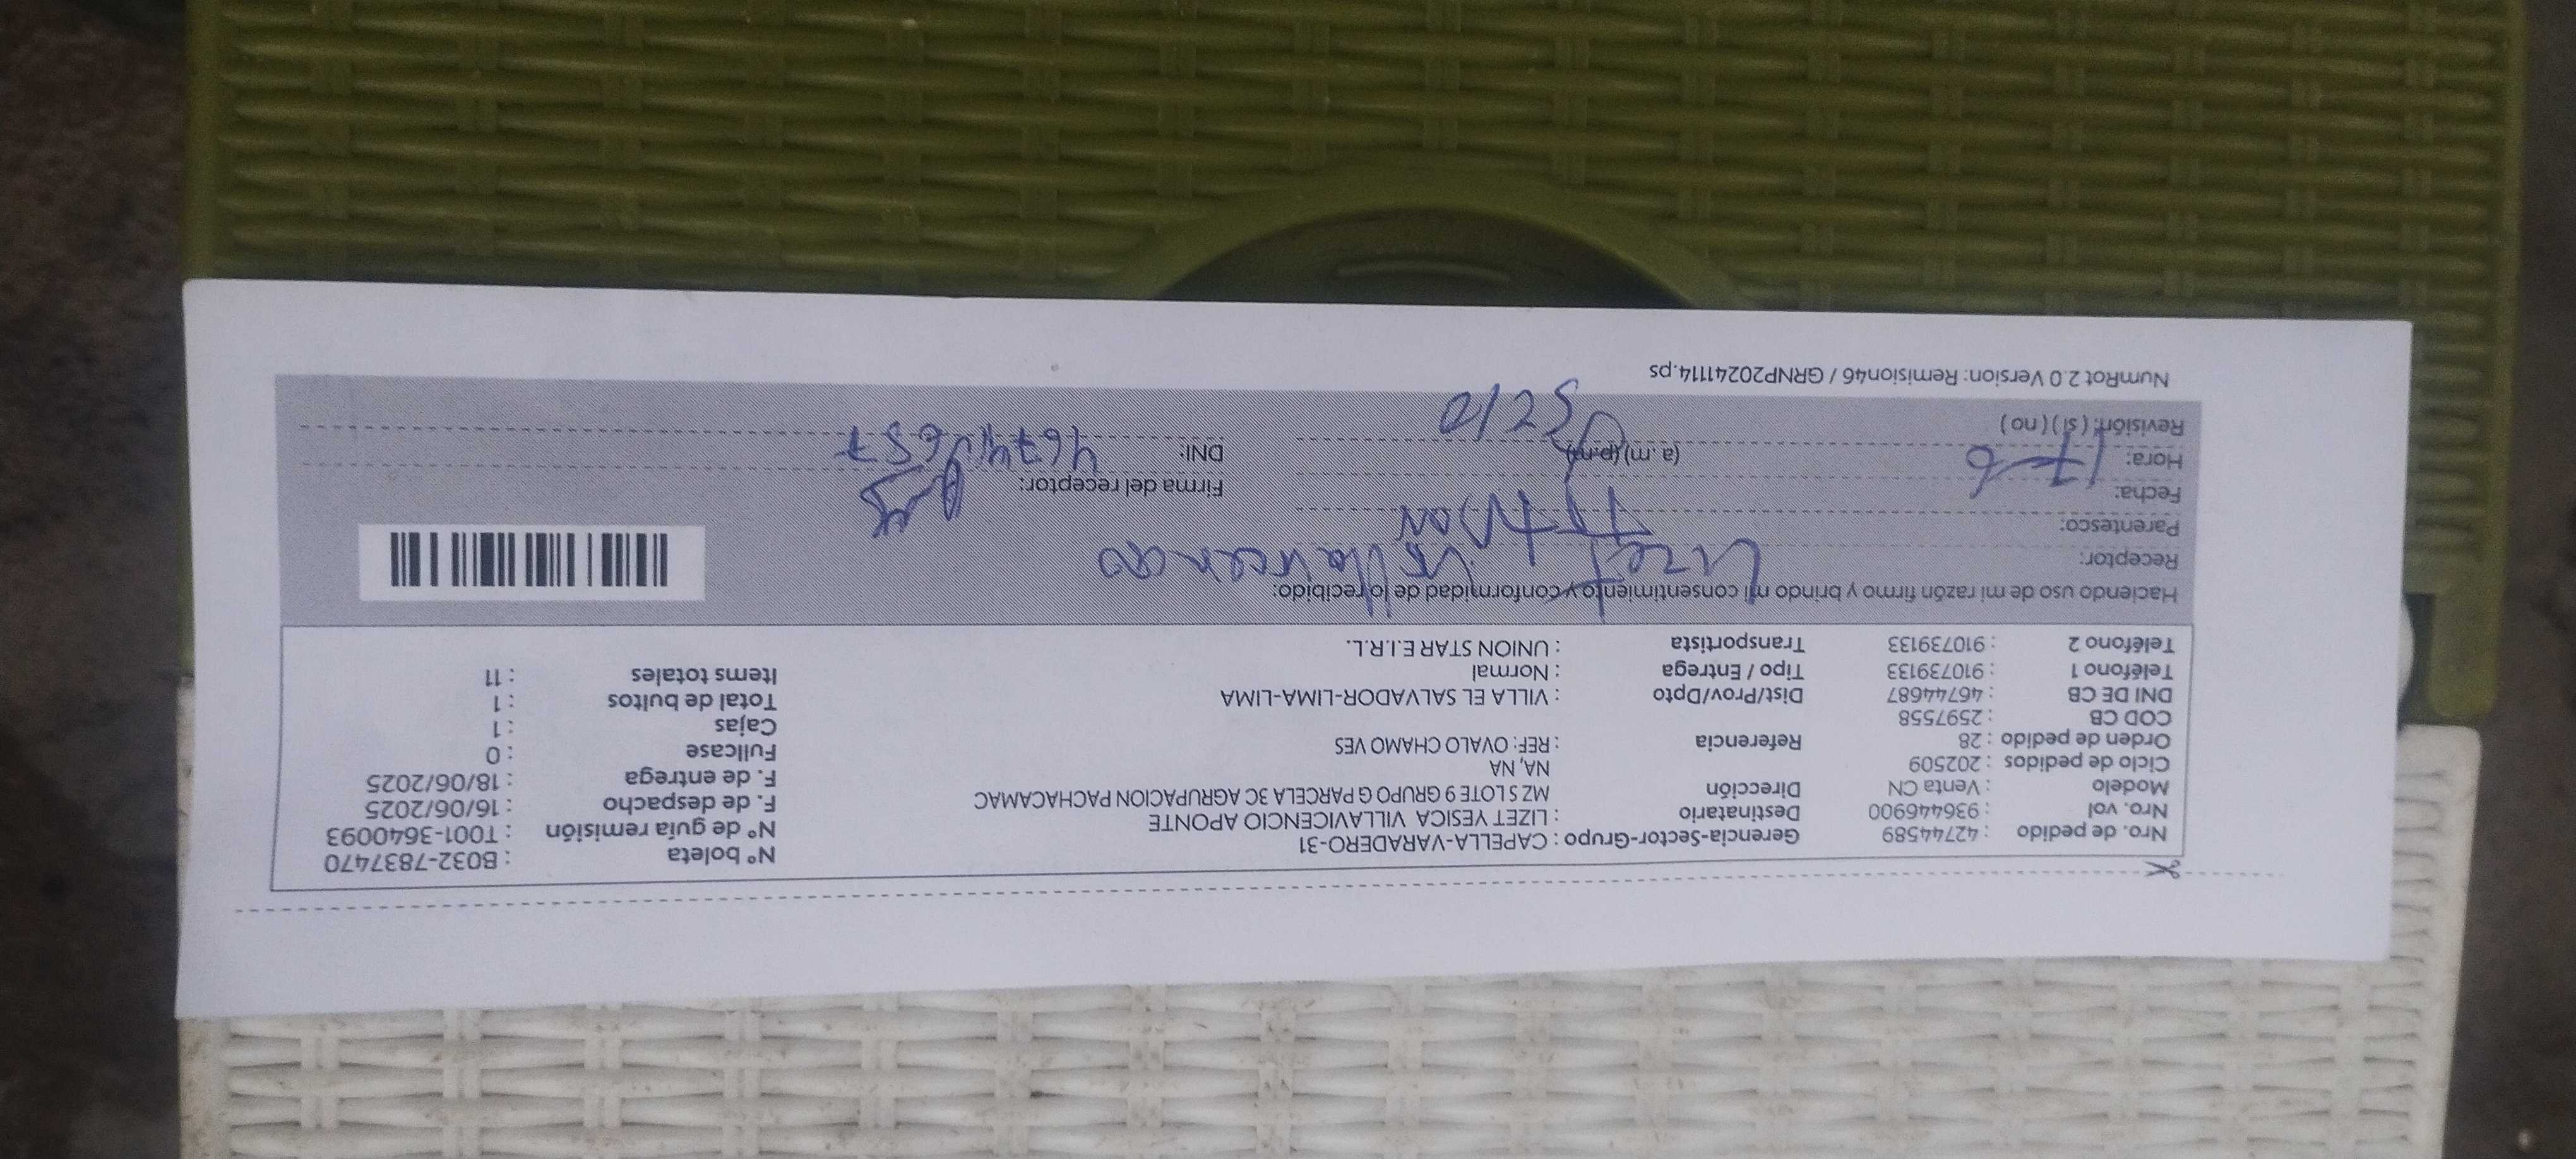 Nro. de pedido : 42744589
Nro. vol : 936446900
Modelo : Venta CN
Ciclo de pedidos : 202509
Orden de pedido : 28
COD CB : 2597558
DNI DE CB : 46744687
Teléfono 1 : 910739133
Teléfono 2 : 910739133
Gerencia-Sector-Grupo : CAPELLA-VARADERO-31
Destinatario : LIZET YESICA VILLAVICENCIO APONTE
Dirección MZ S LOTE 9 GRUPO G PARCELA 3C AGRUPACION PACHACAMAC
NA, NA
Referencia : REF: OVALO CHAMO VES
Dist/Prov/Dpto : VILLA EL SALVADOR-LIMA-LIMA
Tipo / Entrega : Normal
Transportista : UNION STAR E.I.R.L.
N° boleta : B032-7837470
N° de guía remisión : T001-3640093
F. de despacho : 16/06/2025
F. de entrega : 18/06/2025
Fullcase : 0
Cajas : 1
Total de bultos : 1
Items totales : 11
Haciendo uso de mi razón firmo y brindo mi consentimiento y conformidad de lo recibido:
Receptor: Lizet Villavicencio
Parentesco:
Fecha: 17-6
Hora: (a. m) (p.m)
Revisión: ( si ) ( no )
Firma del receptor:
DNI: 46744687
NumRot 2.0 Version: Remision46 / GRNP20241114.ps